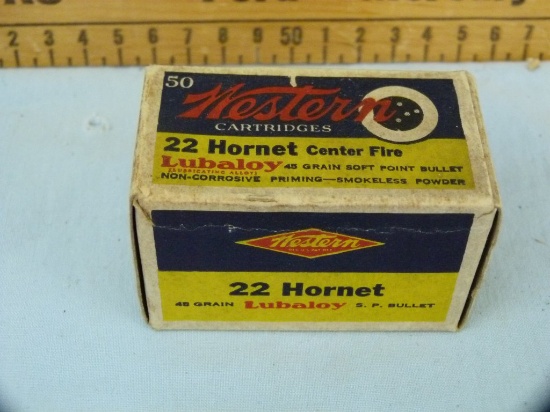 2 3 4 5 6 7 8 9 50 1 2 3 4 5 6 7
50
Western
CARTRIDGES
22 Hornet Center Fire
Lubaloy 45 GRAIN SOFT POINT BULLET
(LUBRICATING ALLOY)
NON-CORROSIVE PRIMING—SMOKELESS POWDER
Western
22 Hornet
45 GRAIN Lubaloy S. P. BULLET